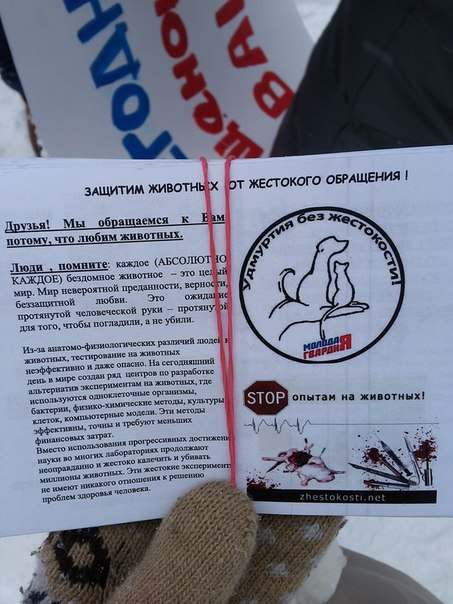 ЗАЩИТИМ ЖИВОТНЫХ ОТ ЖЕСТОКОГО ОБРАЩЕНИЯ !
Друзья! Мы обращаемся к Вам
потому, что любим животных.
Люди , помните: каждое (АБСОЛЮТНО
КАЖДОЕ) бездомное животное – это целый
мир. Мир невероятной преданности, верности,
беззащитной любви. Это ожидание
протянутой человеческой руки – протянутой
для того, чтобы погладили, а не убили.
Из-за анатомо-физиологических различий людей и
животных, тестирование на животных
неэффективно и даже опасно. На сегодняшний
день в мире создан ряд центров по разработке
альтернатив экспериментам на животных, где
используются одноклеточные организмы,
бактерии, физико-химические методы, культуры
клеток, компьютерные модели. Эти методы
эффективны, точны и требуют меньших
финансовых затрат.
Вместо использования прогрессивных достижений
науки во многих лабораториях продолжают
неоправданно и жестоко калечить и убивать
миллионы животных. Эти жестокие эксперименты
не имеют никакого отношения к решению
проблем здоровья человека.
Удмуртия без жестокости!
МОЛОДАЯ
ГВАРДИЯ
STOP опытам на животных!
zhestokosti.net